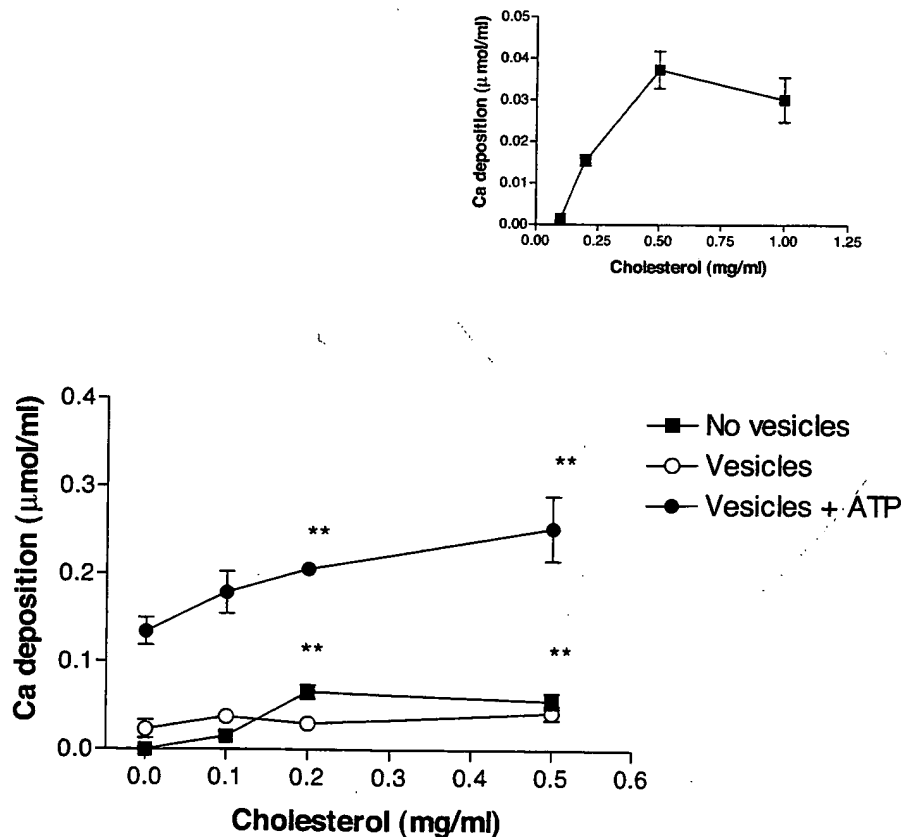 0.05
0.04
0.03
0.02
0.01
0.00
Ca deposition (μ mol/ml)
0.00 0.25 0.50 0.75 1.00 1.25
Cholesterol (mg/ml)
0.4
0.3
0.2
0.1
0.0
Ca deposition (μmol/ml)
**
**
**
**
0.0 0.1 0.2 0.3 0.4 0.5 0.6
Cholesterol (mg/ml)
No vesicles
Vesicles
Vesicles + ATP